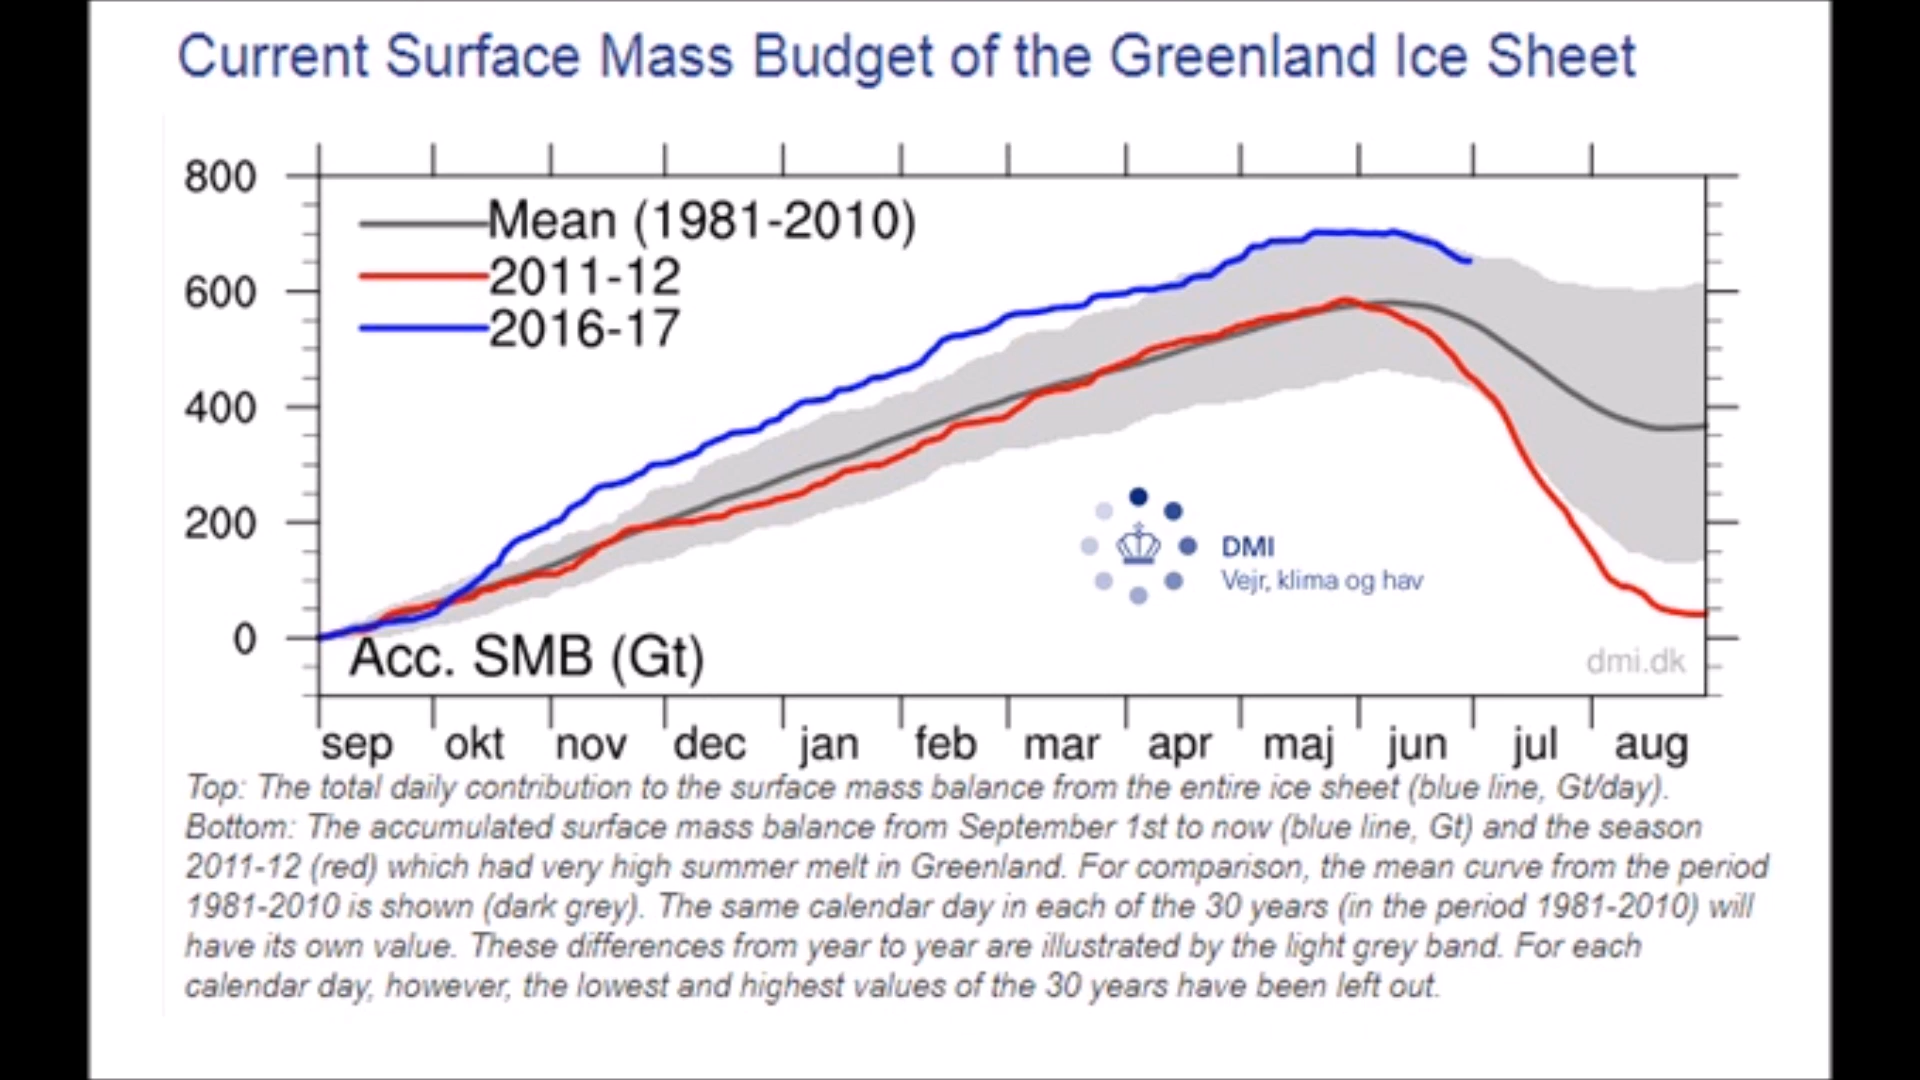 Current Surface Mass Budget of the Greenland Ice Sheet
800
600
400
200
0
Mean (1981-2010)
2011-12
2016-17
DMI
Vejr, klima og hav
Acc. SMB (Gt)
dmi.dk
sep okt nov dec jan feb mar apr maj jun jul aug
Top: The total daily contribution to the surface mass balance from the entire ice sheet (blue line, Gt/day).
Bottom: The accumulated surface mass balance from September 1st to now (blue line, Gt) and the season
2011-12 (red) which had very high summer melt in Greenland. For comparison, the mean curve from the period
1981-2010 is shown (dark grey). The same calendar day in each of the 30 years (in the period 1981-2010) will
have its own value. These differences from year to year are illustrated by the light grey band. For each
calendar day, however, the lowest and highest values of the 30 years have been left out.